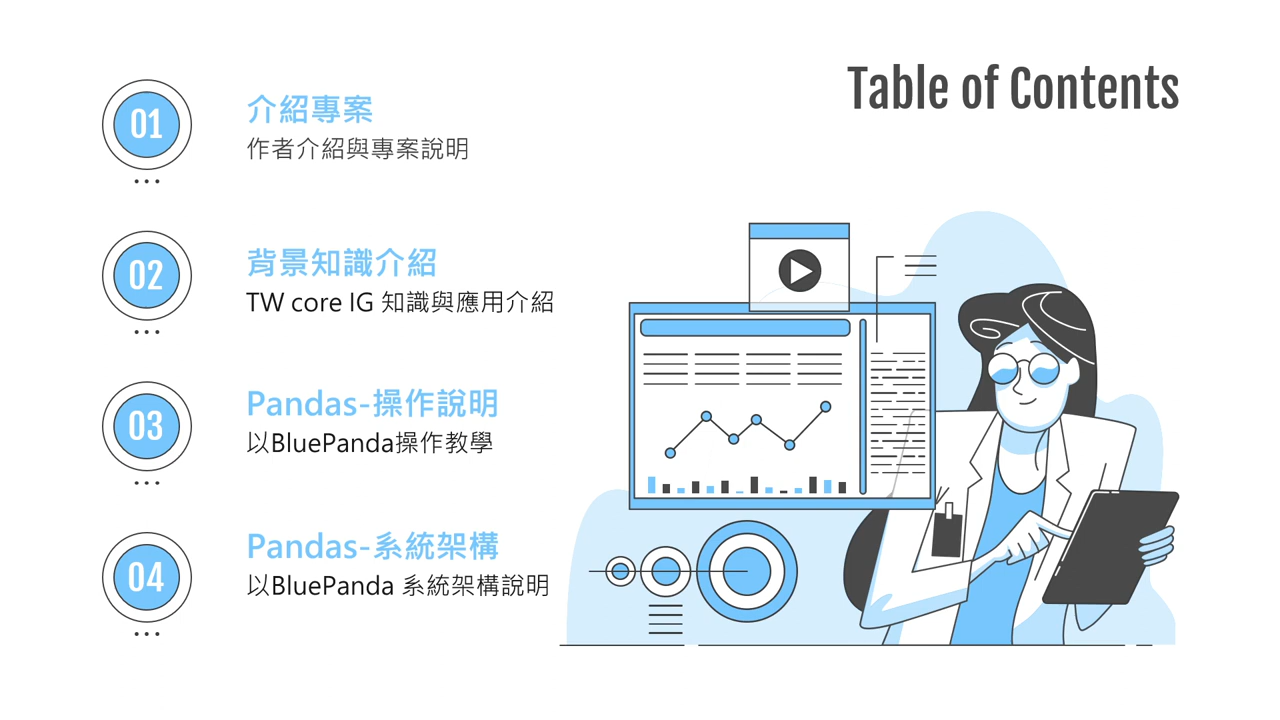 Table of Contents
01
介紹專案
作者介紹與專案說明
02
背景知識介紹
TW core IG 知識與應用介紹
03
Pandas-操作說明
以BluePanda操作教學
04
Pandas-系統架構
以BluePanda 系統架構說明